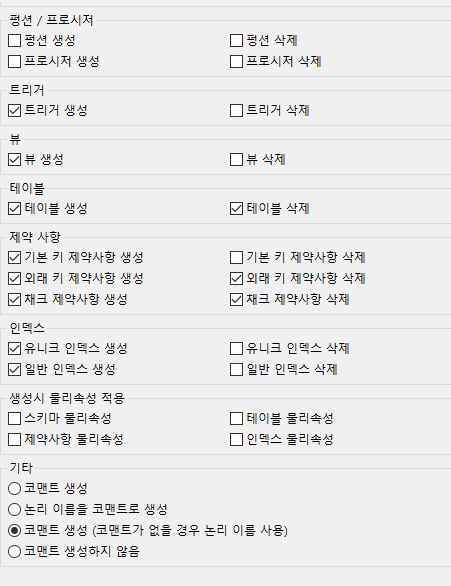 펑션 / 프로시저
펑션 생성 펑션 삭제
프로시저 생성 프로시저 삭제
트리거
트리거 생성 트리거 삭제
뷰
뷰 생성 뷰 삭제
테이블
테이블 생성 테이블 삭제
제약 사항
기본 키 제약사항 생성 기본 키 제약사항 삭제
외래 키 제약사항 생성 외래 키 제약사항 삭제
채크 제약사항 생성 채크 제약사항 삭제
인덱스
유니크 인덱스 생성 유니크 인덱스 삭제
일반 인덱스 생성 일반 인덱스 삭제
생성시 물리속성 적용
스키마 물리속성 테이블 물리속성
제약사항 물리속성 인덱스 물리속성
기타
코맨트 생성
논리 이름을 코맨트로 생성
코맨트 생성 (코맨트가 없을 경우 논리 이름 사용)
코맨트 생성하지 않음